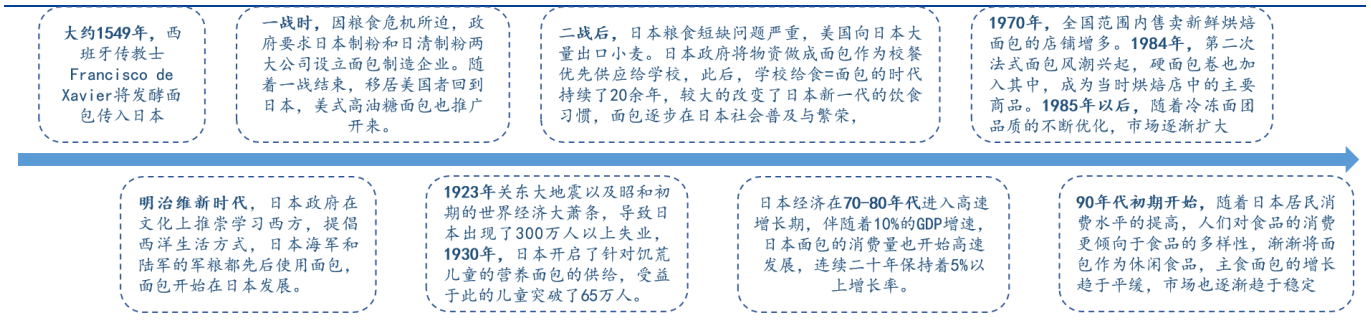 大约1549年，西
班牙传教士
Francisco de
Xavier将发酵面
包传入日本
一战时，因粮食危机所迫，政
府要求日本制粉和日清制粉两
大公司设立面包制造企业。随
着一战结束，移居美国者回到
日本，美式高油糖面包也推广
开来。
二战后，日本粮食短缺问题严重，美国向日本大
量出口小麦。日本政府将物资做成面包作为校餐
优先供应给学校，此后，学校给食=面包的时代
持续了20余年，较大的改变了日本新一代的饮食
习惯，面包逐步在日本社会普及与繁荣，
1970年，全国范围内售卖新鲜烘焙
面包的店铺增多。1984年，第二次
法式面包风潮兴起，硬面包卷也加
入其中，成为当时烘焙店中的主要
商品。1985年以后，随着冷冻面团
品质的不断优化，市场逐渐扩大
明治维新时代，日本政府在
文化上推崇学习西方，提倡
西洋生活方式，日本海军和
陆军的军粮都先后使用面包，
面包开始在日本发展。
1923年关东大地震以及昭和初
期的世界经济大萧条，导致日
本出现了300万人以上失业，
1930年，日本开启了针对饥荒
儿童的营养面包的供给，受益
于此的儿童突破了65万人。
日本经济在70-80年代进入高速
增长期，伴随着10%的GDP增速，
日本面包的消费量也开始高速
发展，连续二十年保持着5%以
上增长率。
90年代初期开始，随着日本居民消
费水平的提高，人们对食品的消费
更倾向于食品的多样性，渐渐将面
包作为休闲食品，主食面包的增长
趋于平缓，市场也逐渐趋于稳定